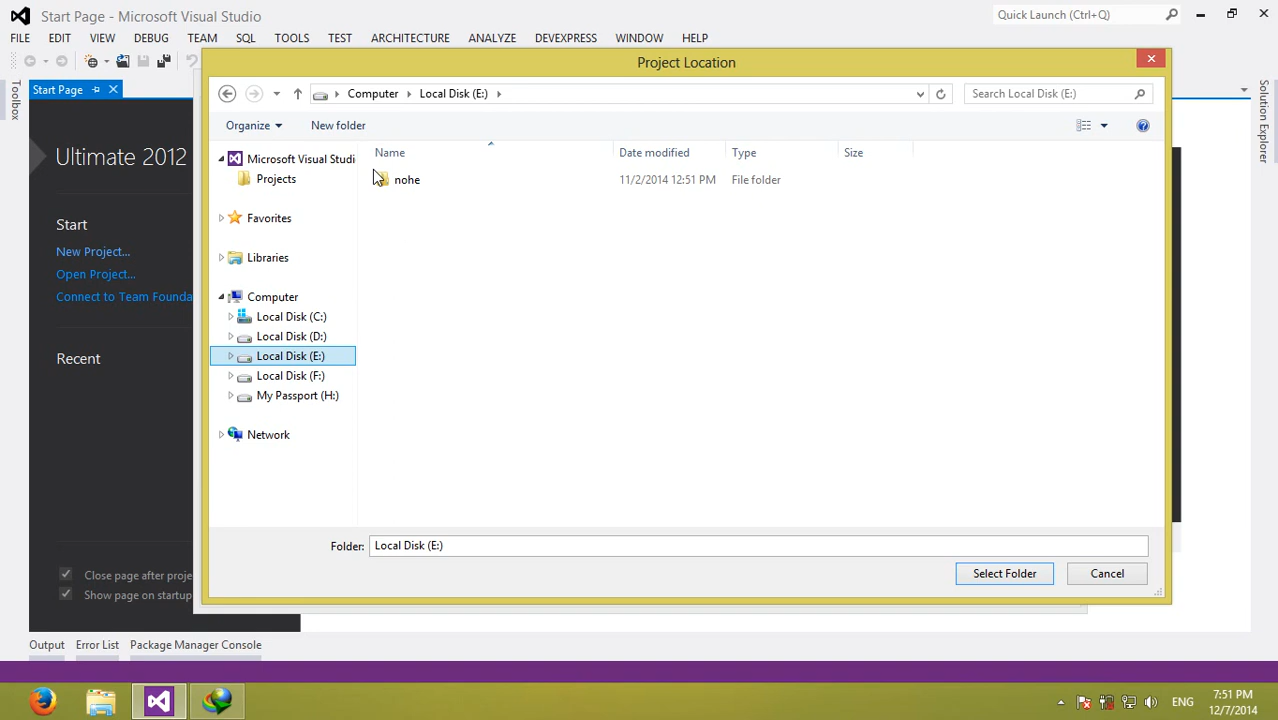 Start Page - Microsoft Visual Studio
Quick Launch (Ctrl+Q)
FILE EDIT VIEW DEBUG TEAM SQL TOOLS TEST ARCHITECTURE ANALYZE DEVEXPRESS WINDOW HELP
Project Location
Toolbox
Start Page
Computer Local Disk (E:)
Search Local Disk (E:)
Solution Explorer
Organize New folder
Name Date modified Type Size
nohe 11/2/2014 12:51 PM File folder
Microsoft Visual Studi
Projects
Favorites
Libraries
Computer
Local Disk (C:)
Local Disk (D:)
Local Disk (E:)
Local Disk (F:)
My Passport (H:)
Network
Ultimate 2012
Start
New Project...
Open Project...
Connect to Team Founda
Recent
Folder: Local Disk (E:)
Select Folder Cancel
Close page after proje
Show page on startup
Output Error List Package Manager Console
ENG
7:51 PM
12/7/2014